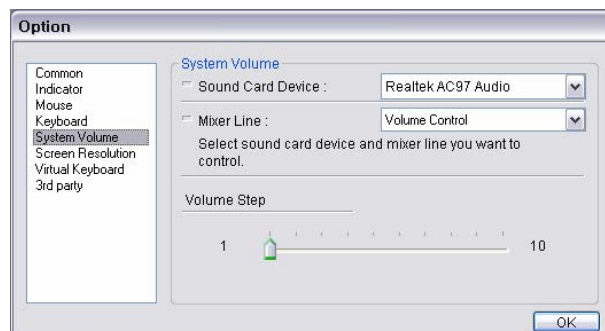 Option
Common
Indicator
Mouse
Keyboard
System Volume
Screen Resolution
Virtual Keyboard
3rd party
System Volume
Sound Card Device : Realtek AC97 Audio
Mixer Line : Volume Control
Select sound card device and mixer line you want to
control.
Volume Step
1 10
OK